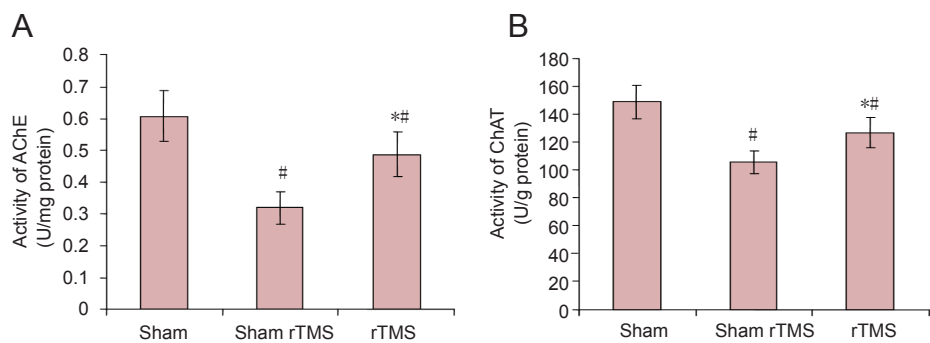 A
Activity of AChE
(U/mg protein)
0.8
0.7
0.6
0.5
0.4
0.3
0.2
0.1
0
*#
#
Sham
Sham rTMS
rTMS
B
Activity of ChAT
(U/g protein)
180
160
140
120
100
80
60
40
20
0
#
*#
Sham
Sham rTMS
rTMS